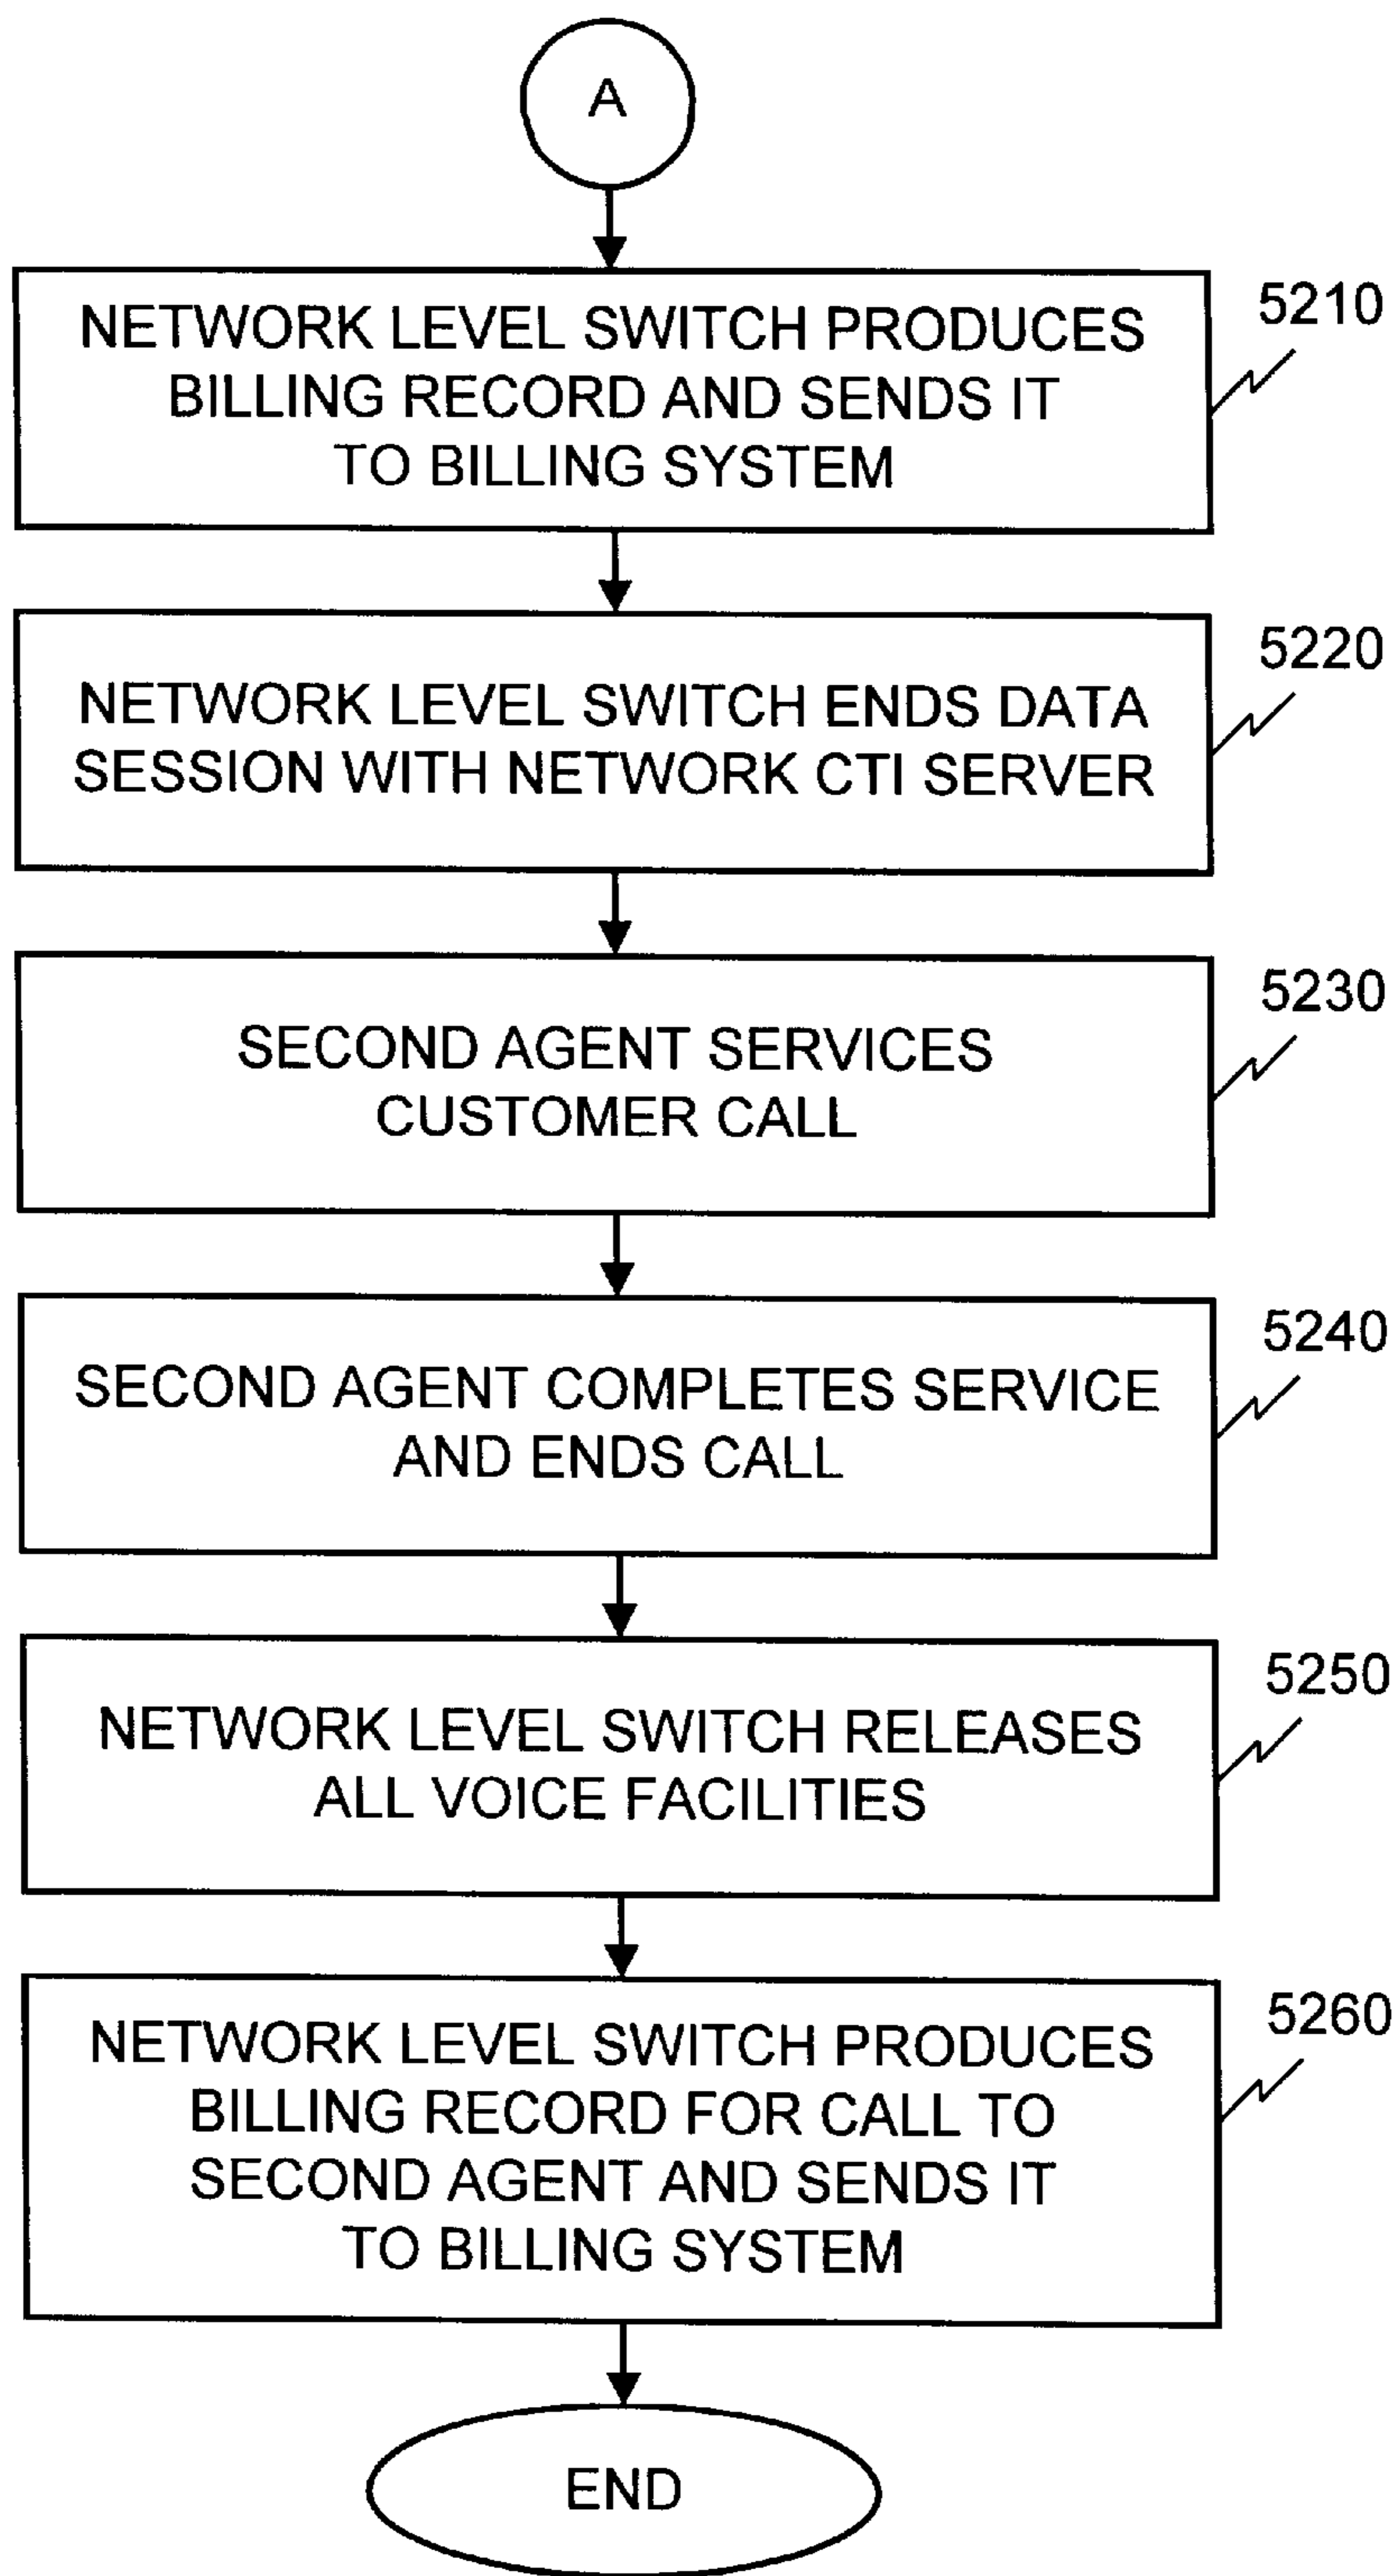 A
NETWORK LEVEL SWITCH PRODUCES
BILLING RECORD AND SENDS IT
TO BILLING SYSTEM
5210
NETWORK LEVEL SWITCH ENDS DATA
SESSION WITH NETWORK CTI SERVER
5220
SECOND AGENT SERVICES
CUSTOMER CALL
5230
SECOND AGENT COMPLETES SERVICE
AND ENDS CALL
5240
NETWORK LEVEL SWITCH RELEASES
ALL VOICE FACILITIES
5250
NETWORK LEVEL SWITCH PRODUCES
BILLING RECORD FOR CALL TO
SECOND AGENT AND SENDS IT
TO BILLING SYSTEM
5260
END